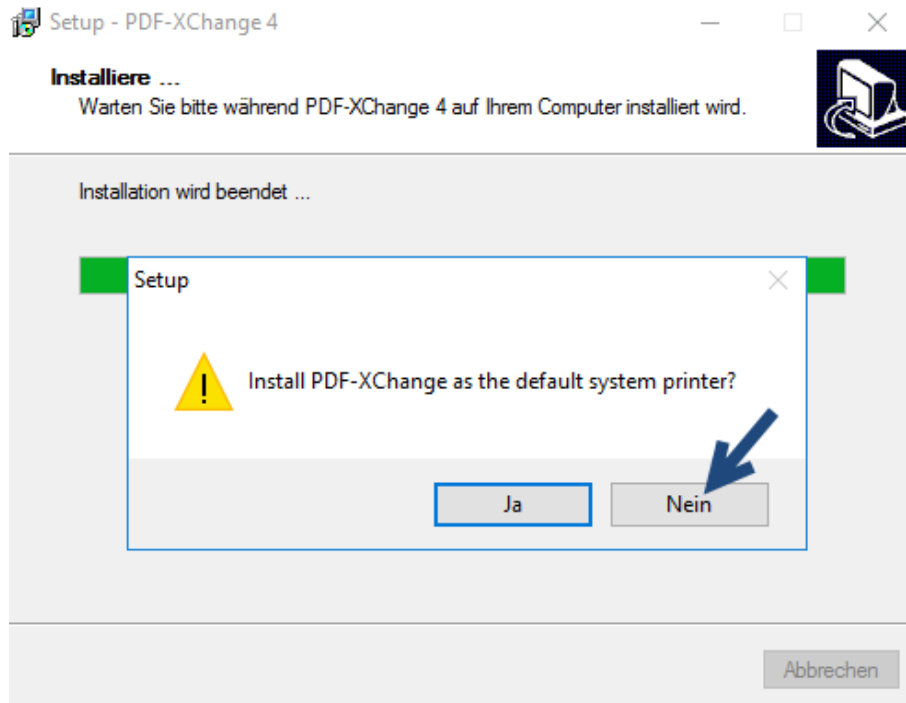 Setup - PDF-XChange 4
Installiere ...
Warten Sie bitte während PDF-XChange 4 auf Ihrem Computer installiert wird.
Installation wird beendet ...
Setup
Install PDF-XChange as the default system printer?
Ja
Nein
Abbrechen